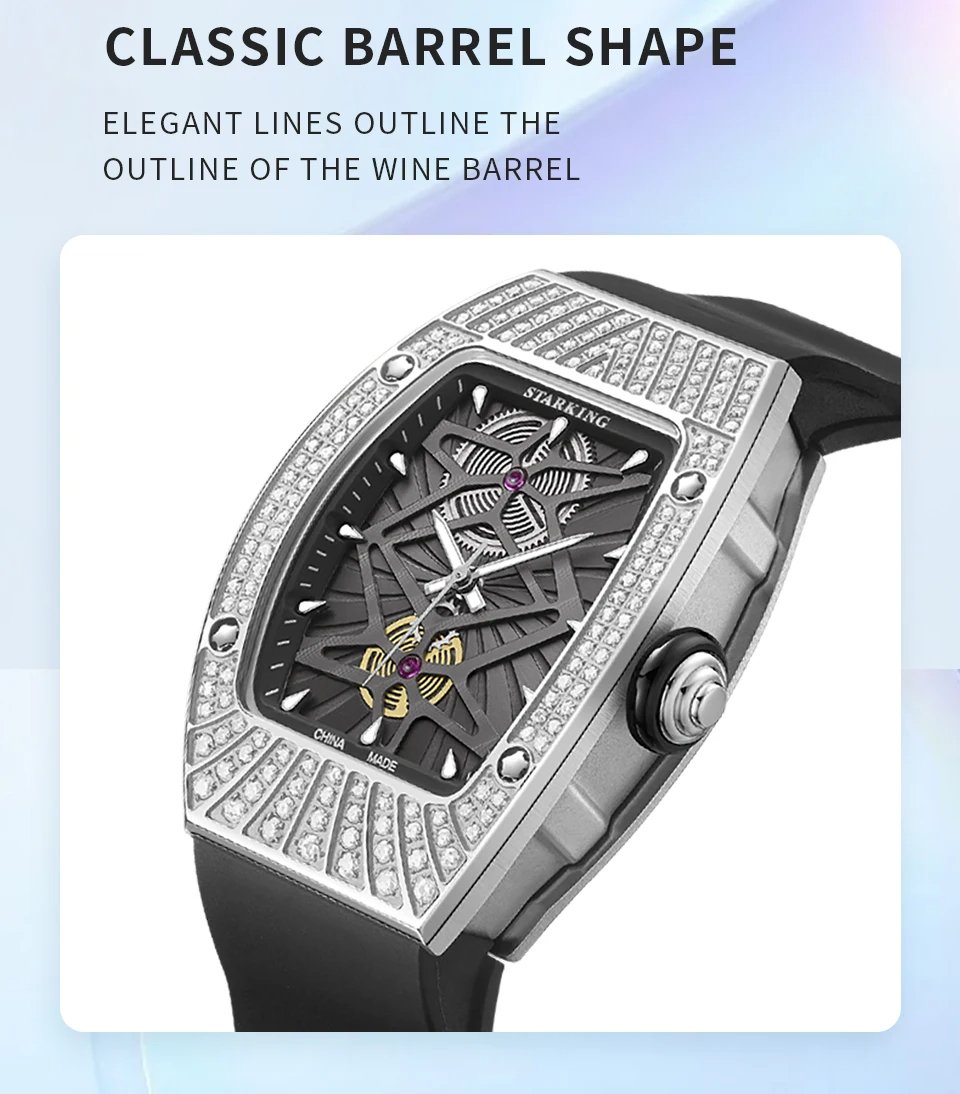 CLASSIC BARREL SHAPE
ELEGANT LINES OUTLINE THE
OUTLINE OF THE WINE BARREL
STARKING
CHINA MADE